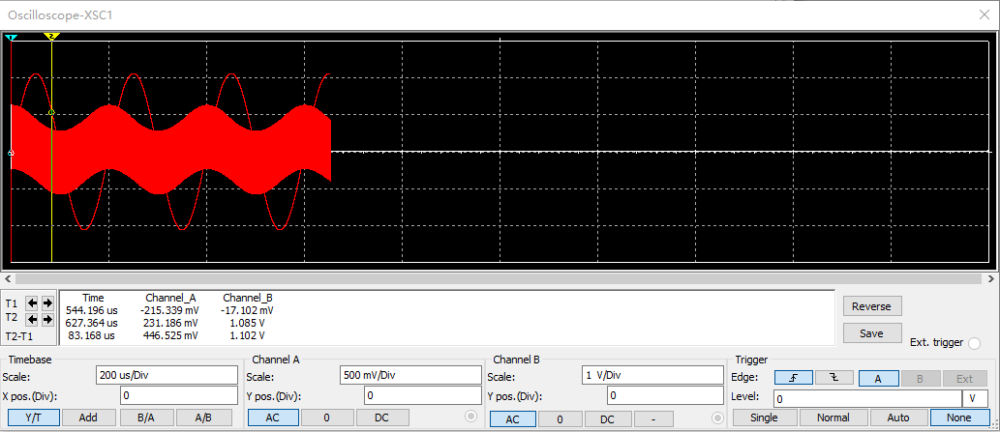 Oscilloscope-XSC1
1 2
T1
T2
T2-T1
Time Channel_A Channel_B
544.196 us -215.339 mV -17.102 mV
627.364 us 231.186 mV 1.085 V
83.168 us 446.525 mV 1.102 V
Reverse
Save
Ext. trigger
Timebase
Scale: 200 us/Div
X pos.(Div): 0
Y/T Add B/A A/B
Channel A
Scale: 500 mV/Div
Y pos.(Div): 0
AC 0 DC
Channel B
Scale: 1 V/Div
Y pos.(Div): 0
AC 0 DC -
Trigger
Edge: A B Ext
Level: 0 V
Single Normal Auto None